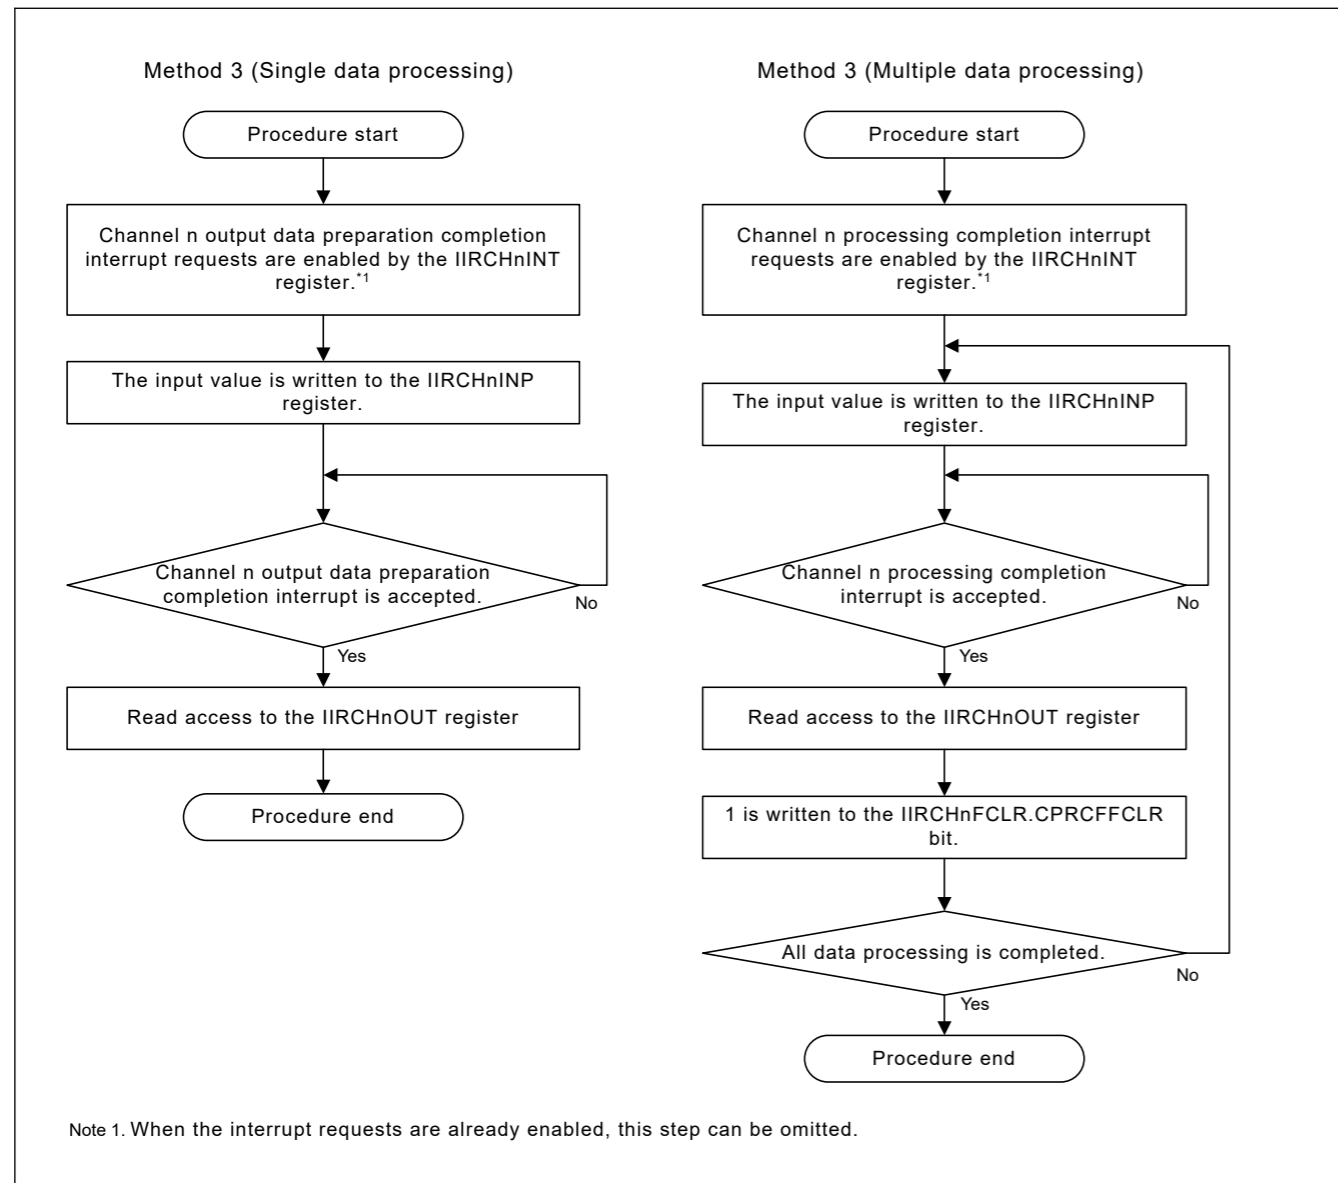 Method 3 (Single data processing)
Procedure start
Channel n output data preparation completion
interrupt requests are enabled by the IIRCHnINT
register.*1
The input value is written to the IIRCHnINP
register.
Channel n output data preparation
completion interrupt is accepted.
No
Yes
Read access to the IIRCHnOUT register
Procedure end
Method 3 (Multiple data processing)
Procedure start
Channel n processing completion interrupt
requests are enabled by the IIRCHnINT
register.*1
The input value is written to the IIRCHnINP
register.
Channel n processing completion
interrupt is accepted.
No
Yes
Read access to the IIRCHnOUT register
1 is written to the IIRCHnFCLR.CPRCFFCLR
bit.
All data processing is completed.
No
Yes
Procedure end
Note 1. When the interrupt requests are already enabled, this step can be omitted.